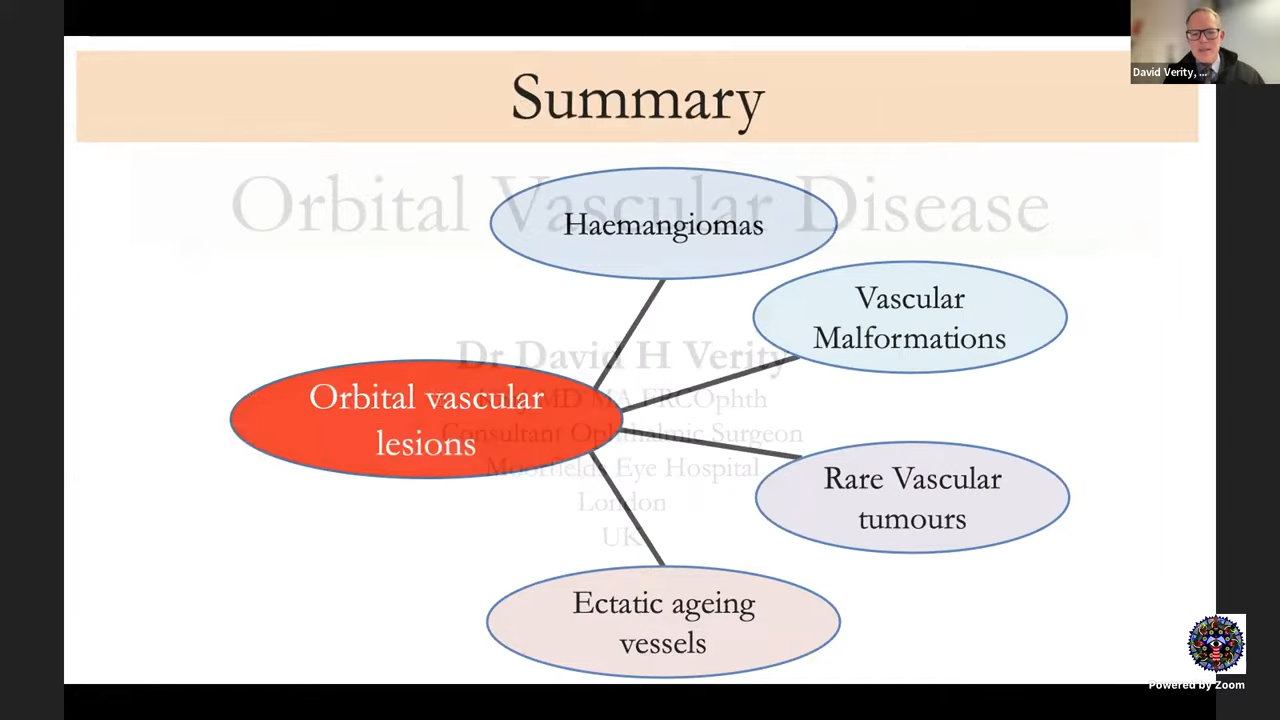 Summary
Orbital Vascular Disease
Haemangiomas
Vascular
Malformations
Dr David H Verity
Orbital vascular
lesions
MD MA FRCOphth
Consultant Ophthalmic Surgeon
Moorfields Eye Hospital
London
UK
Rare Vascular
tumours
Ectatic ageing
vessels
David Verity, ...
Powered by Zoom